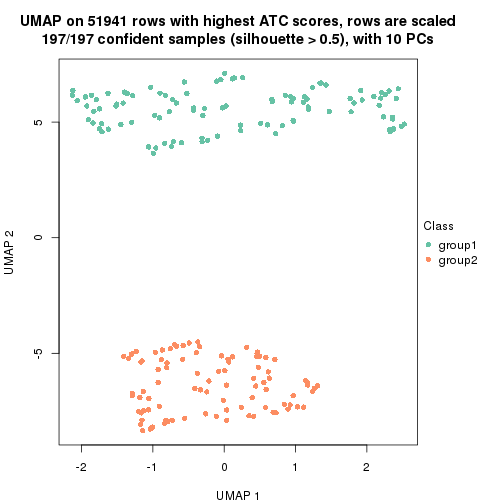 UMAP on 51941 rows with highest ATC scores, rows are scaled
197/197 confident samples (silhouette > 0.5), with 10 PCs
UMAP 2
5
0
-5
-2
-1
0
1
2
UMAP 1
Class
group1
group2